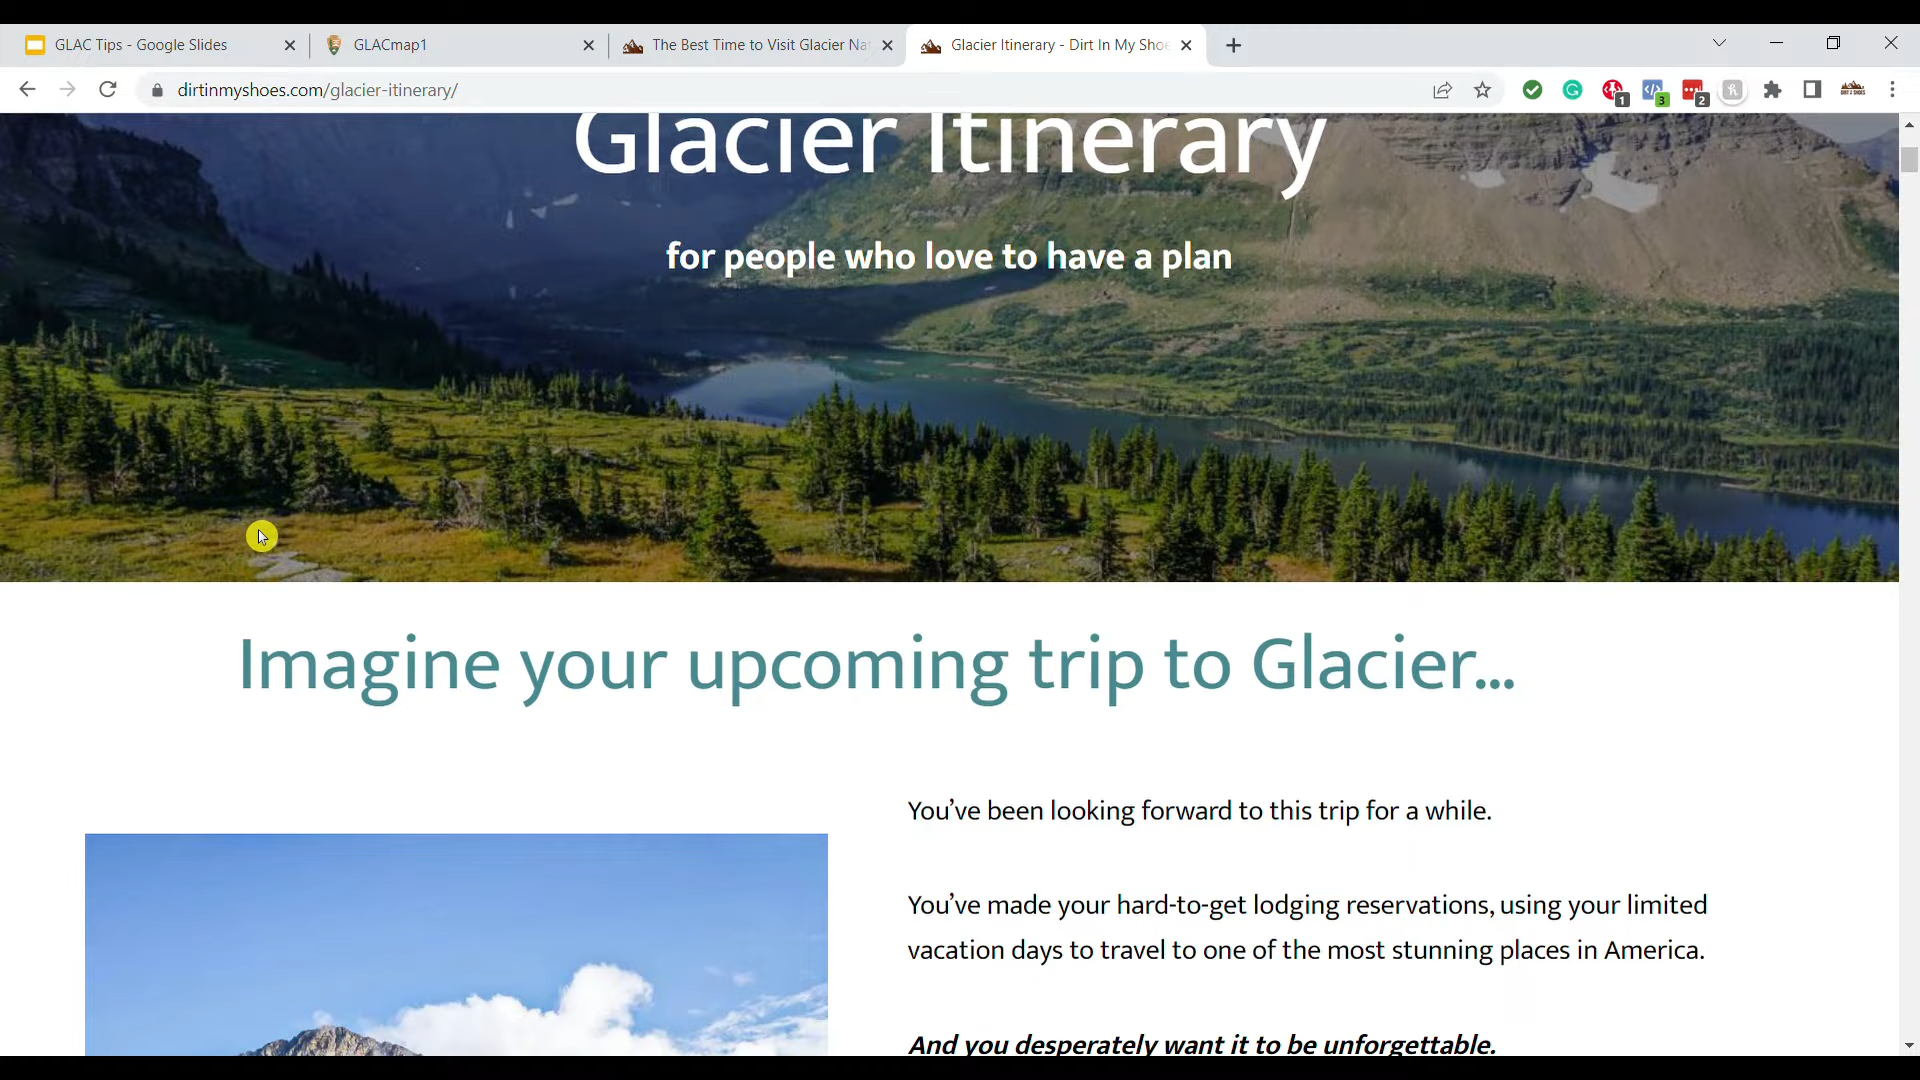 GLAC Tips - Google Slides
GLACmap1
The Best Time to Visit Glacier Na
Glacier Itinerary - Dirt In My Shoe
dirtinmyshoes.com/glacier-itinerary/
1
3
2
Glacier Itinerary
for people who love to have a plan
Imagine your upcoming trip to Glacier...
You’ve been looking forward to this trip for a while.
You’ve made your hard-to-get lodging reservations, using your limited
vacation days to travel to one of the most stunning places in America.
And you desperately want it to be unforgettable.